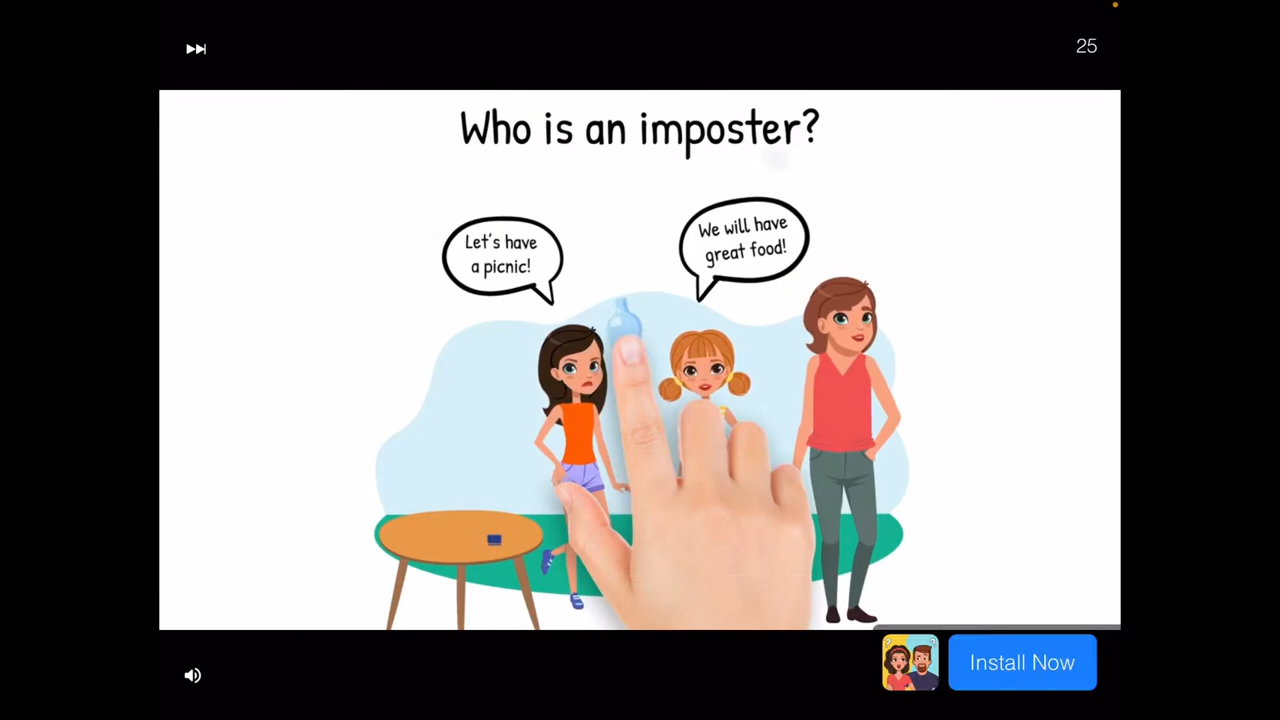 25
Who is an imposter?
Let's have
a picnic!
We will have
great food!
Install Now